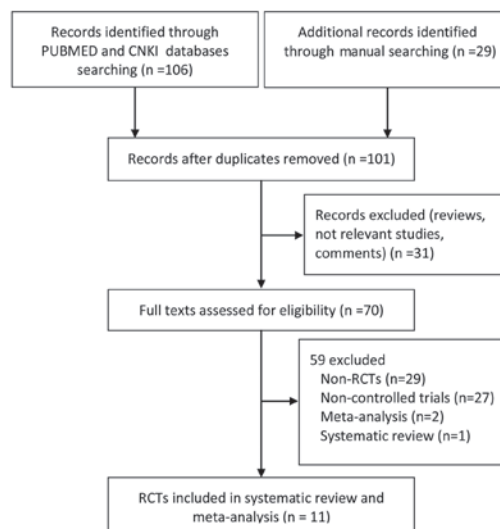 Records identified through
PUBMED and CNKI databases
searching (n =106)
Additional records identified
through manual searching (n =29)
Records after duplicates removed (n =101)
Records excluded (reviews,
not relevant studies,
comments) (n =31)
Full texts assessed for eligibility (n =70)
59 excluded
Non-RCTs (n=29)
Non-controlled trials (n=27)
Meta-analysis (n=2)
Systematic review (n=1)
RCTs included in systematic review and
meta-analysis (n = 11)